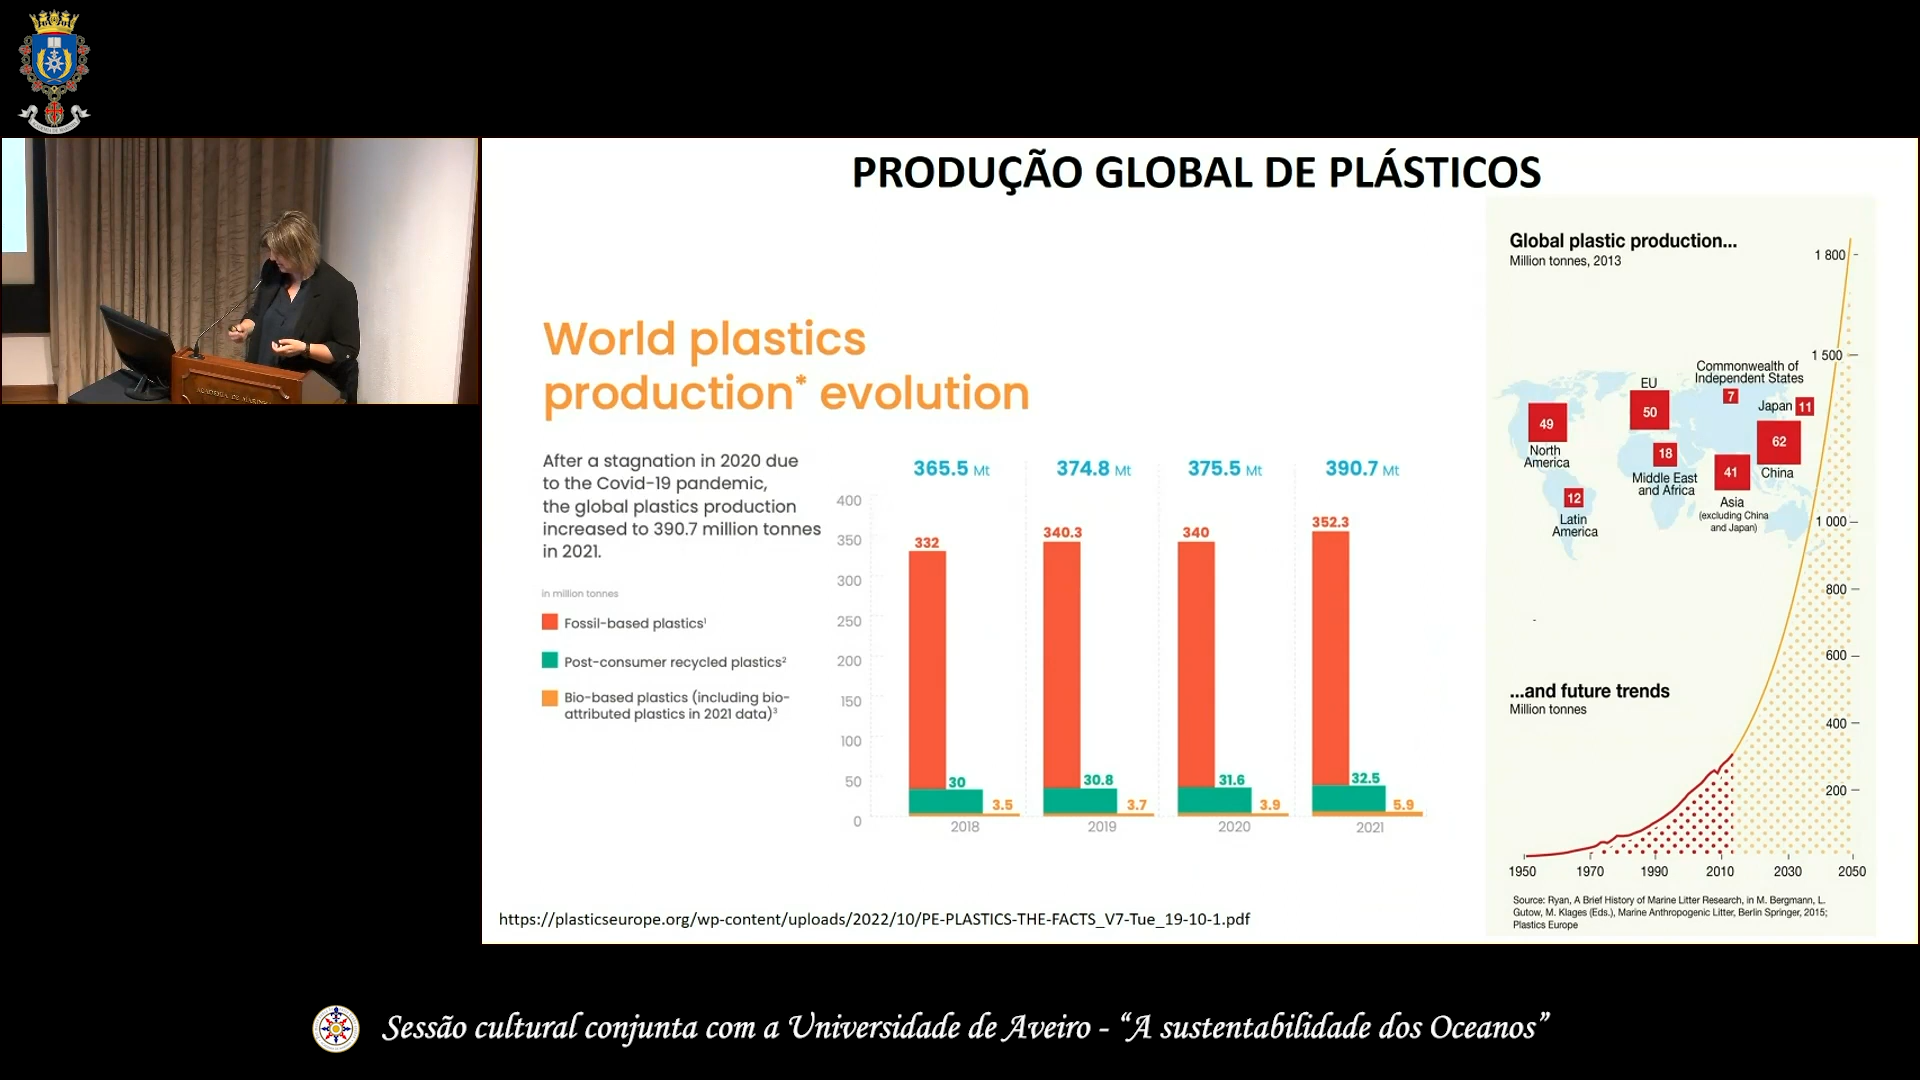 PRODUÇÃO GLOBAL DE PLÁSTICOS
World plastics
production* evolution
After a stagnation in 2020 due
to the Covid-19 pandemic,
the global plastics production
increased to 390.7 million tonnes
in 2021.
in million tonnes
Fossil-based plastics¹
Post-consumer recycled plastics²
Bio-based plastics (including bio-
attributed plastics in 2021 data)³
365.5 Mt 374.8 Mt 375.5 Mt 390.7 Mt
400
350
300
250
200
150
100
50
0
332 340.3 340 352.3
30 30.8 31.6 32.5
3.5 3.7 3.9 5.9
2018 2019 2020 2021
https://plasticseurope.org/wp-content/uploads/2022/10/PE-PLASTICS-THE-FACTS_V7-Tue_19-10-1.pdf
Global plastic production...
Million tonnes, 2013
49
North
America
12
Latin
America
EU
50
18
Middle East
and Africa
Commonwealth of
Independent States
7
Japan 11
62
China
41
Asia
(excluding China
and Japan)
1 800
1 500
1 000
800
600
400
200
...and future trends
Million tonnes
1950 1970 1990 2010 2030 2050
Source: Ryan, A Brief History of Marine Litter Research, in M. Bergmann, L.
Gutow, M. Klages (Eds.), Marine Anthropogenic Litter, Berlin Springer, 2015;
Plastics Europe
ACADEMIA DE MARINHA
Sessão cultural conjunta com a Universidade de Aveiro - “A sustentabilidade dos Oceanos”